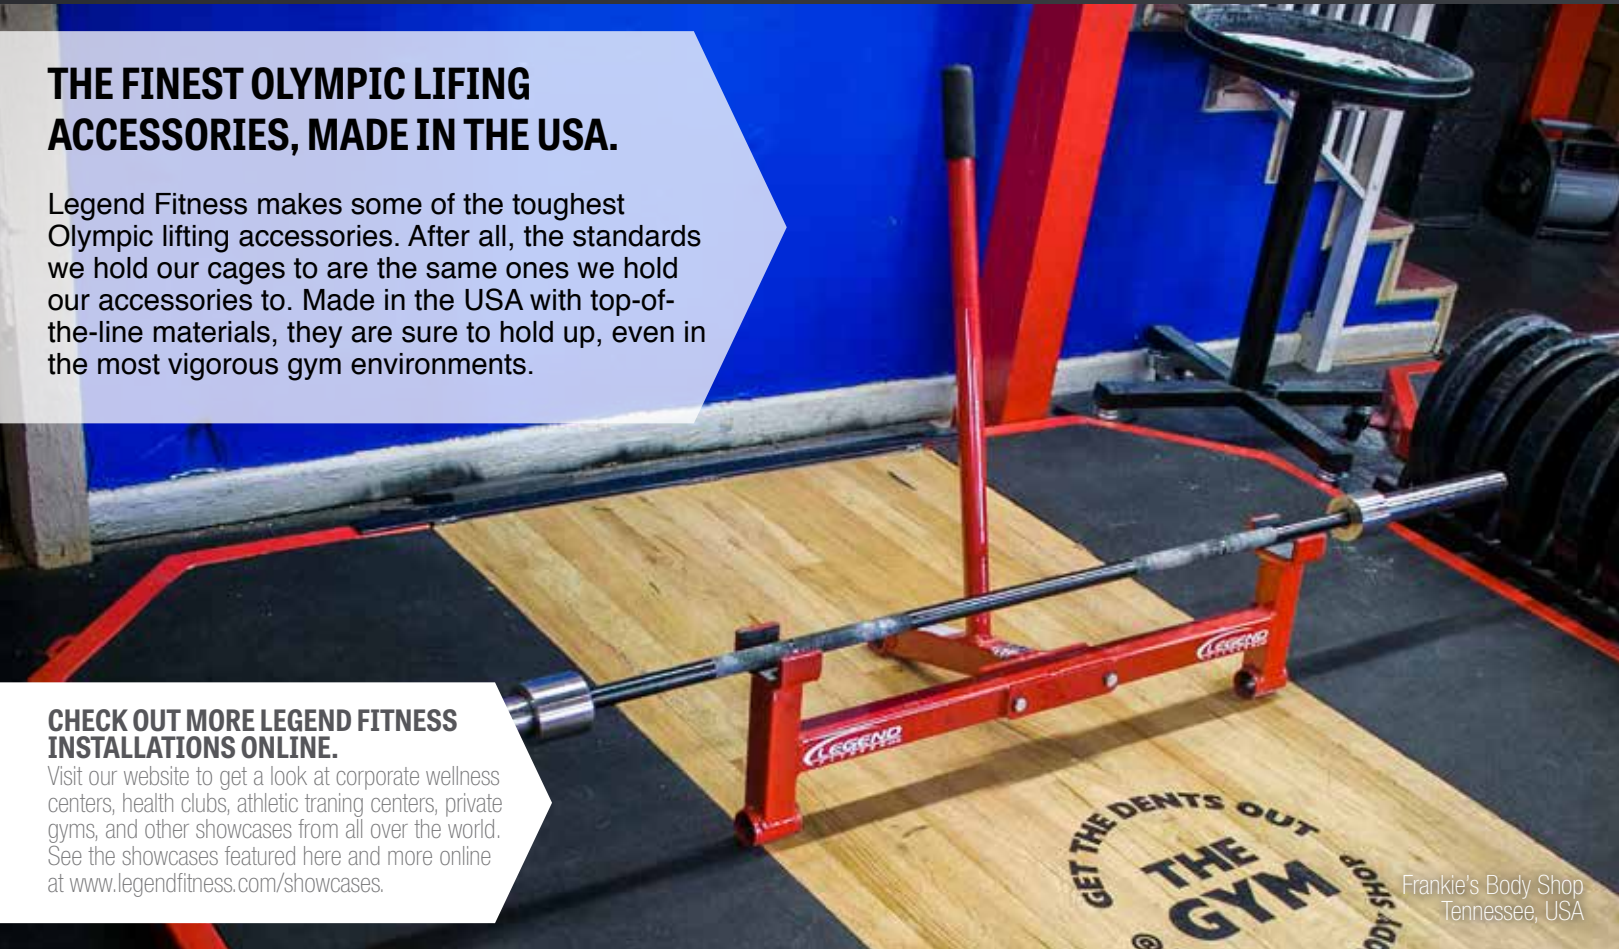 THE FINEST OLYMPIC LIFING
ACCESSORIES, MADE IN THE USA.
Legend Fitness makes some of the toughest
Olympic lifting accessories. After all, the standards
we hold our cages to are the same ones we hold
our accessories to. Made in the USA with top-of-
the-line materials, they are sure to hold up, even in
the most vigorous gym environments.
LEGEND
LEGEND
CHECK OUT MORE LEGEND FITNESS
INSTALLATIONS ONLINE.
Visit our website to get a look at corporate wellness
centers, health clubs, athletic traning centers, private
gyms, and other showcases from all over the world.
See the showcases featured here and more online
at www.legendfitness.com/showcases.
GET THE DENTS OUT
THE
GYM
@
ODY SHOP
Frankie's Body Shop
Tennessee, USA